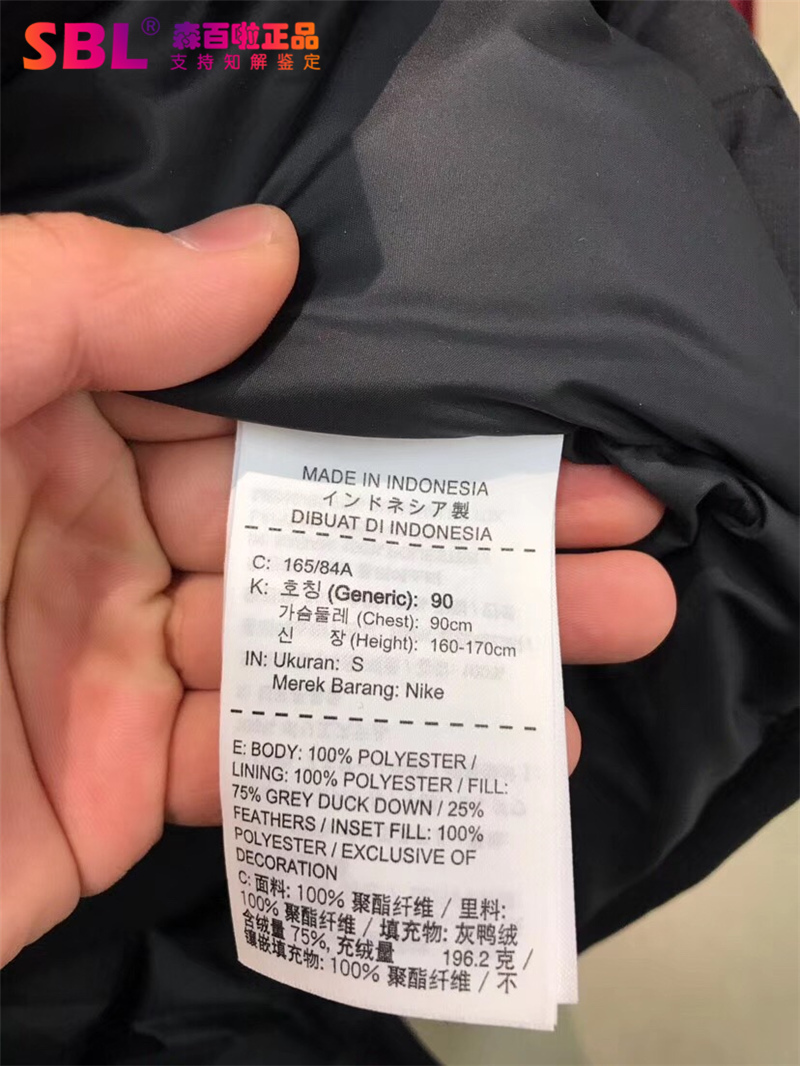 SBL® 森百啦正品
支持知解鉴定
MADE IN INDONESIA
インドネシア製
DIBUAT DI INDONESIA
C: 165/84A
K: 호칭 (Generic): 90
가슴둘레 (Chest): 90cm
신 장 (Height): 160-170cm
IN: Ukuran: S
Merek Barang: Nike
E: BODY: 100% POLYESTER /
LINING: 100% POLYESTER / FILL:
75% GREY DUCK DOWN / 25%
FEATHERS / INSET FILL: 100%
POLYESTER / EXCLUSIVE OF
DECORATION
C: 面料: 100% 聚酯纤维 / 里料:
100% 聚酯纤维 / 填充物: 灰鸭绒
含绒量 75%, 充绒量 196.2 克 /
镶嵌填充物: 100% 聚酯纤维 / 不